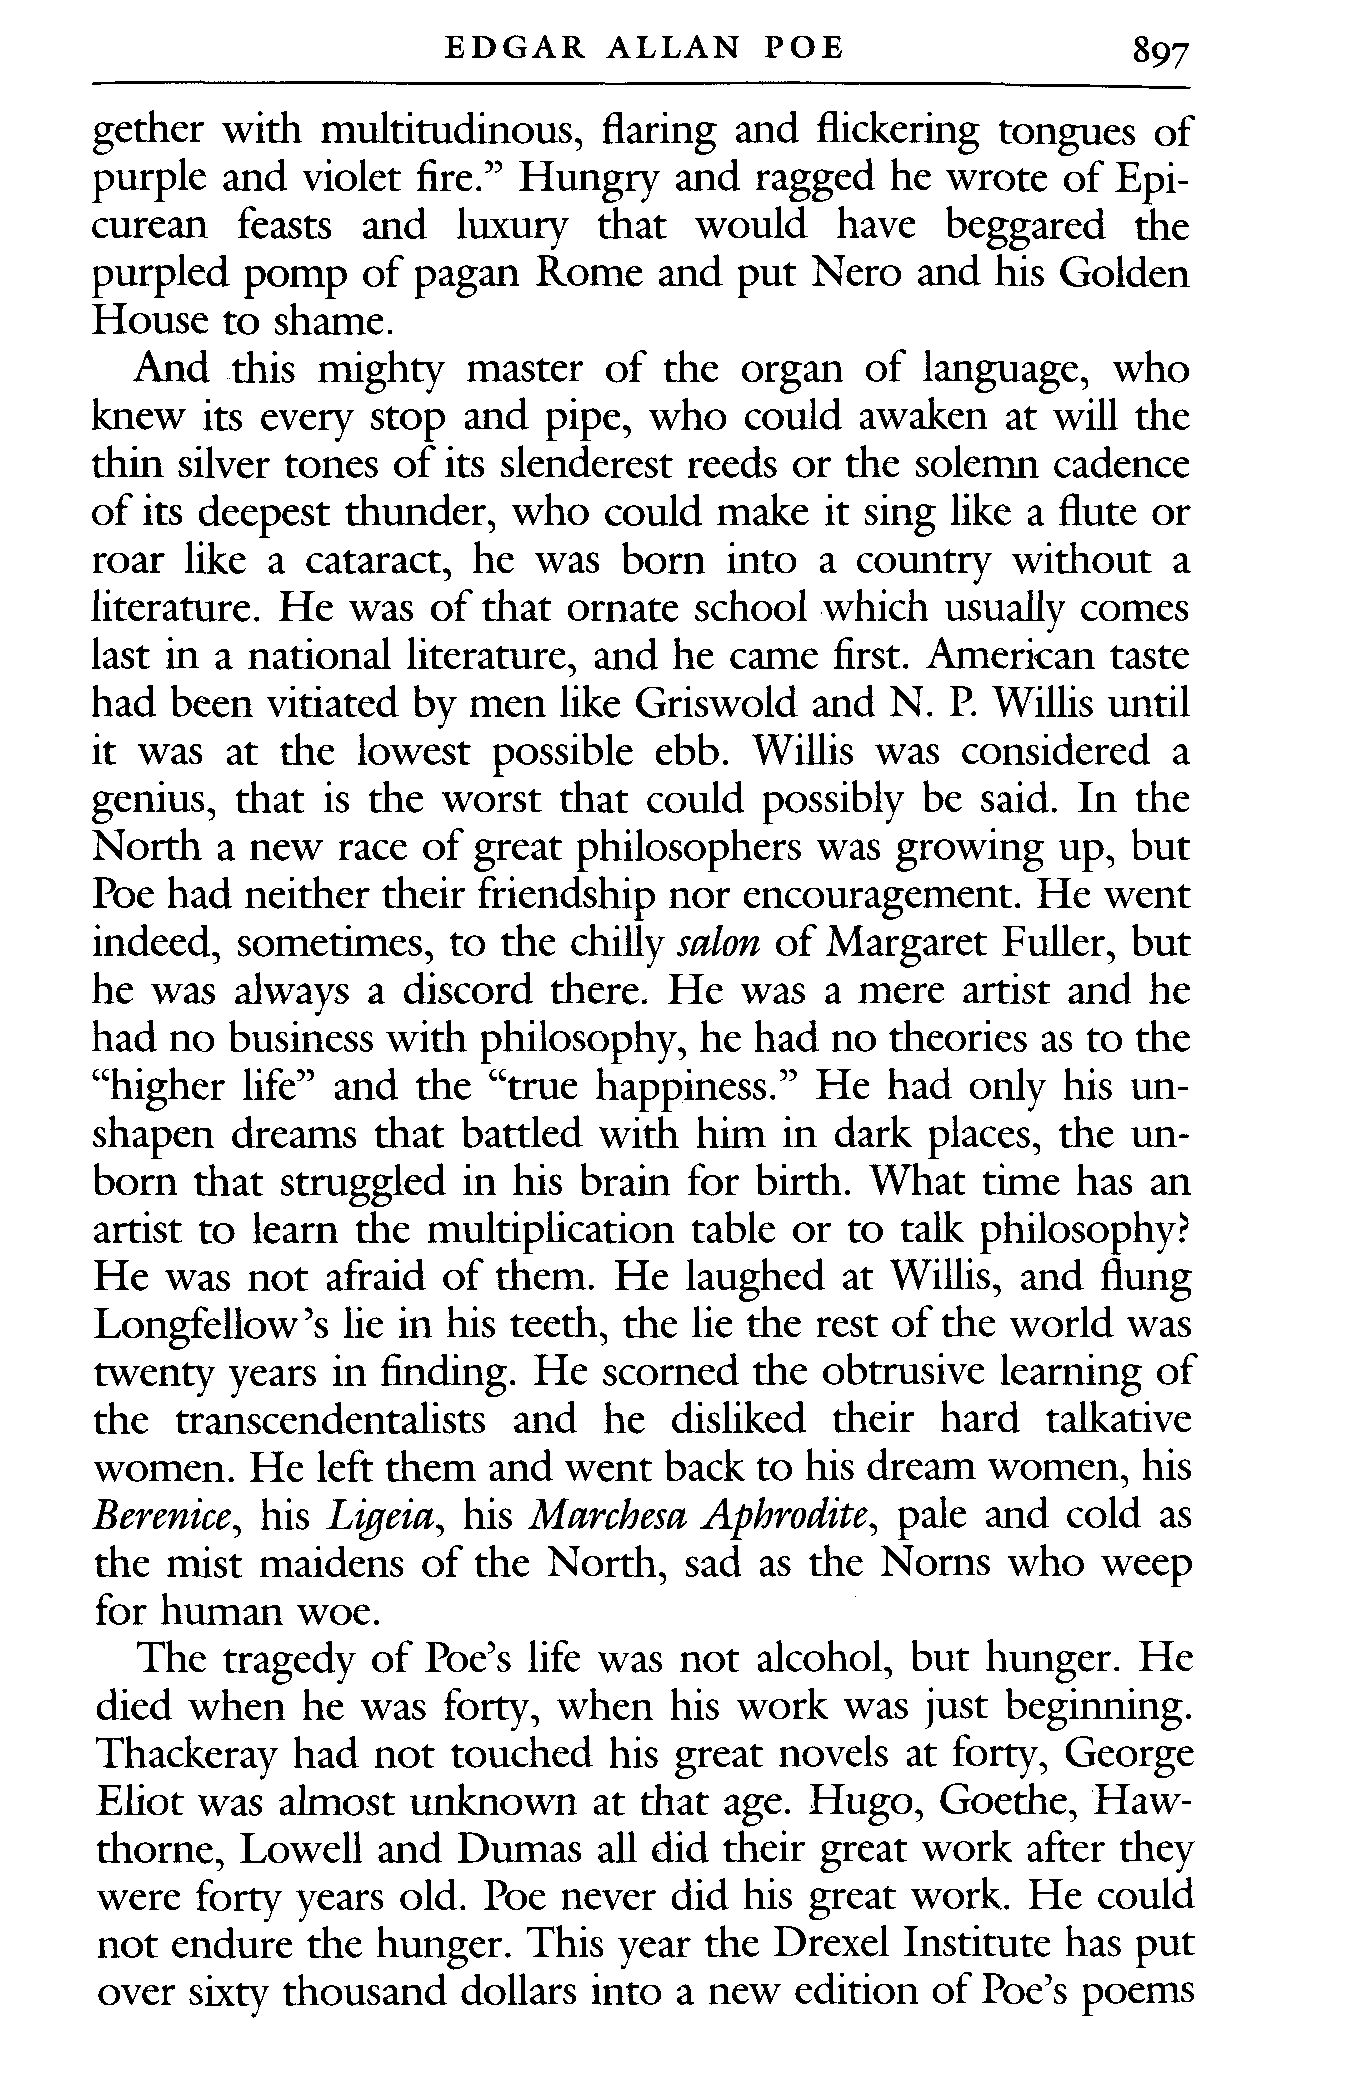 EDGAR ALLAN POE 897
gether with multitudinous, flaring and flickering tongues of
purple and violet fire.” Hungry and ragged he wrote of Epi-
curean feasts and luxury that would have beggared the
purpled pomp of pagan Rome and put Nero and his Golden
House to shame.
And this mighty master of the organ of language, who
knew its every stop and pipe, who could awaken at will the
thin silver tones of its slenderest reeds or the solemn cadence
of its deepest thunder, who could make it sing like a flute or
roar like a cataract, he was born into a country without a
literature. He was of that ornate school which usually comes
last in a national literature, and he came first. American taste
had been vitiated by men like Griswold and N. P. Willis until
it was at the lowest possible ebb. Willis was considered a
genius, that is the worst that could possibly be said. In the
North a new race of great philosophers was growing up, but
Poe had neither their friendship nor encouragement. He went
indeed, sometimes, to the chilly salon of Margaret Fuller, but
he was always a discord there. He was a mere artist and he
had no business with philosophy, he had no theories as to the
“higher life” and the “true happiness.” He had only his un-
shapen dreams that battled with him in dark places, the un-
born that struggled in his brain for birth. What time has an
artist to learn the multiplication table or to talk philosophy?
He was not afraid of them. He laughed at Willis, and flung
Longfellow’s lie in his teeth, the lie the rest of the world was
twenty years in finding. He scorned the obtrusive learning of
the transcendentalists and he disliked their hard talkative
women. He left them and went back to his dream women, his
Berenice, his Ligeia, his Marchesa Aphrodite, pale and cold as
the mist maidens of the North, sad as the Norns who weep
for human woe.
The tragedy of Poe’s life was not alcohol, but hunger. He
died when he was forty, when his work was just beginning.
Thackeray had not touched his great novels at forty, George
Eliot was almost unknown at that age. Hugo, Goethe, Haw-
thorne, Lowell and Dumas all did their great work after they
were forty years old. Poe never did his great work. He could
not endure the hunger. This year the Drexel Institute has put
over sixty thousand dollars into a new edition of Poe’s poems